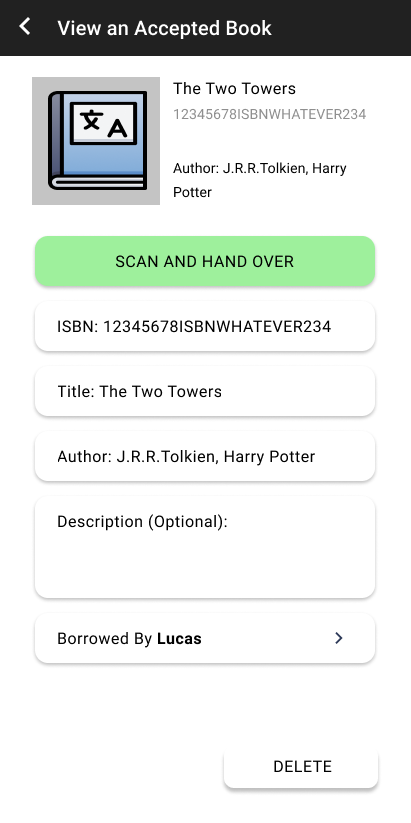 View an Accepted Book
文A
The Two Towers
12345678ISBNWHATEVER234
Author: J.R.R.Tolkien, Harry
Potter
SCAN AND HAND OVER
ISBN: 12345678ISBNWHATEVER234
Title: The Two Towers
Author: J.R.R.Tolkien, Harry Potter
Description (Optional):
Borrowed By Lucas
DELETE